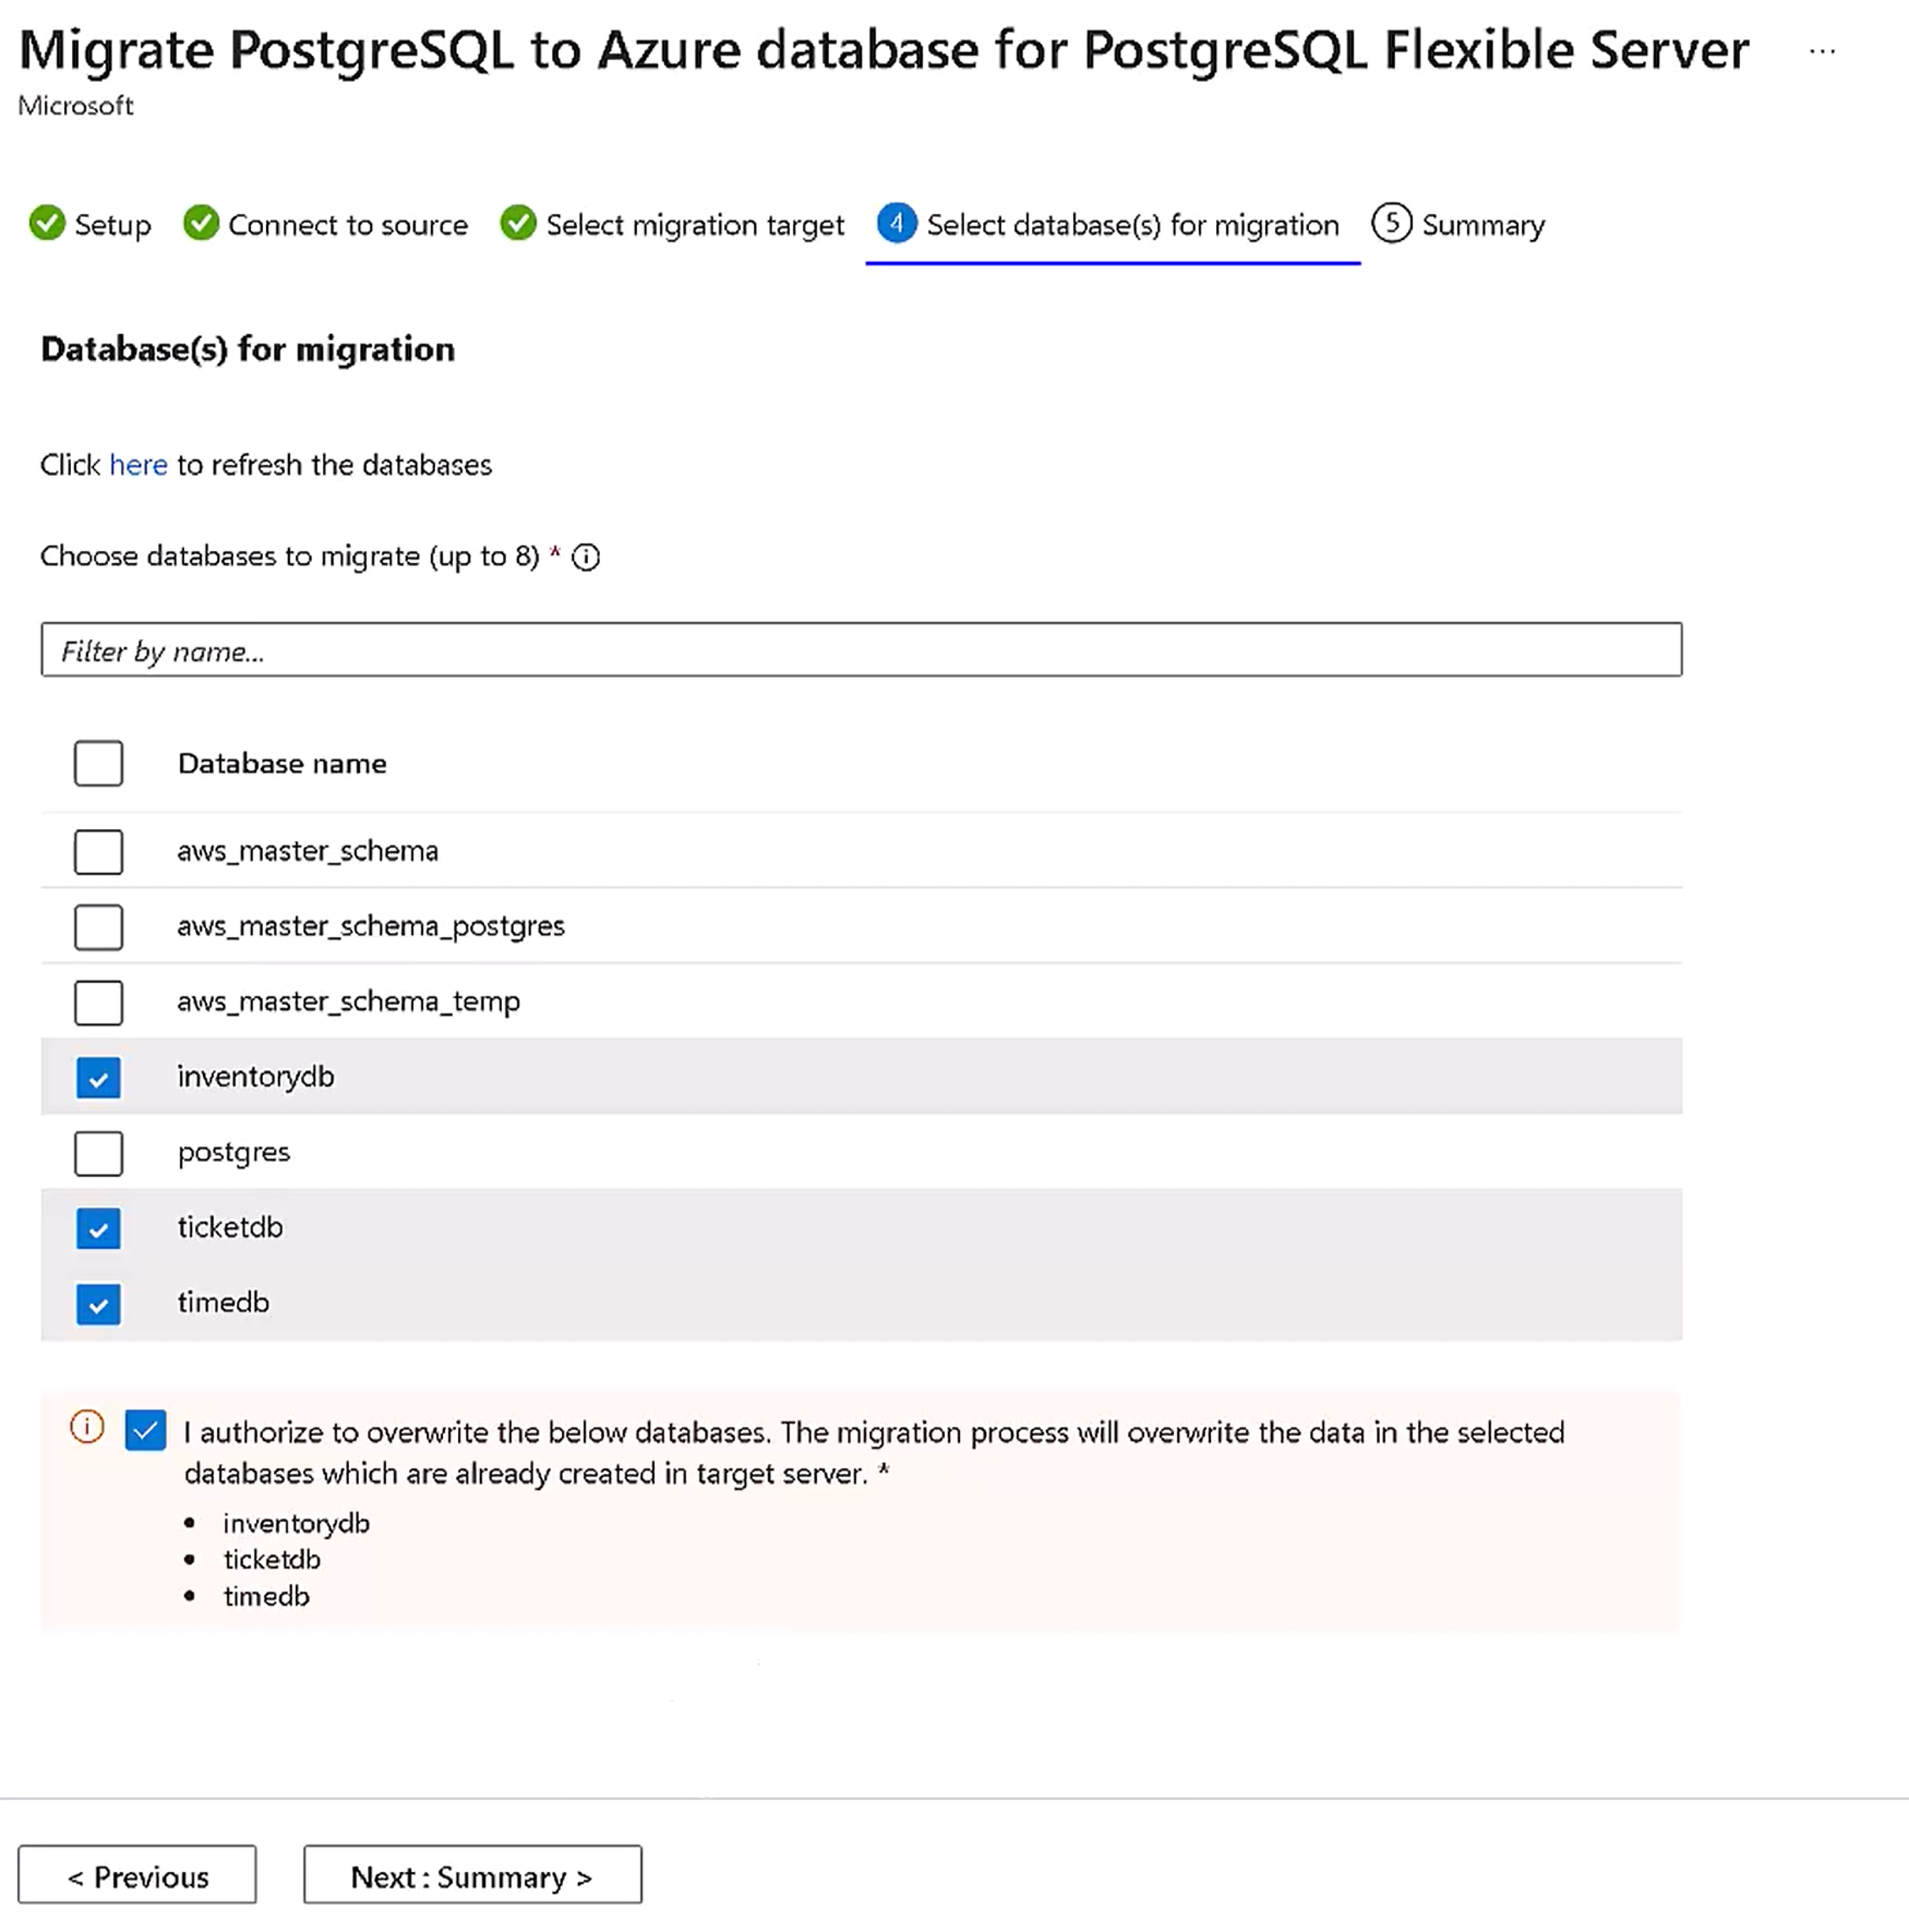 Migrate PostgreSQL to Azure database for PostgreSQL Flexible Server ...
Microsoft
Setup Connect to source Select migration target 4 Select database(s) for migration 5 Summary
Database(s) for migration
Click here to refresh the databases
Choose databases to migrate (up to 8) *
Filter by name...
Database name
aws_master_schema
aws_master_schema_postgres
aws_master_schema_temp
inventorydb
postgres
ticketdb
timedb
I authorize to overwrite the below databases. The migration process will overwrite the data in the selected
databases which are already created in target server. *
• inventorydb
• ticketdb
• timedb
< Previous Next : Summary >